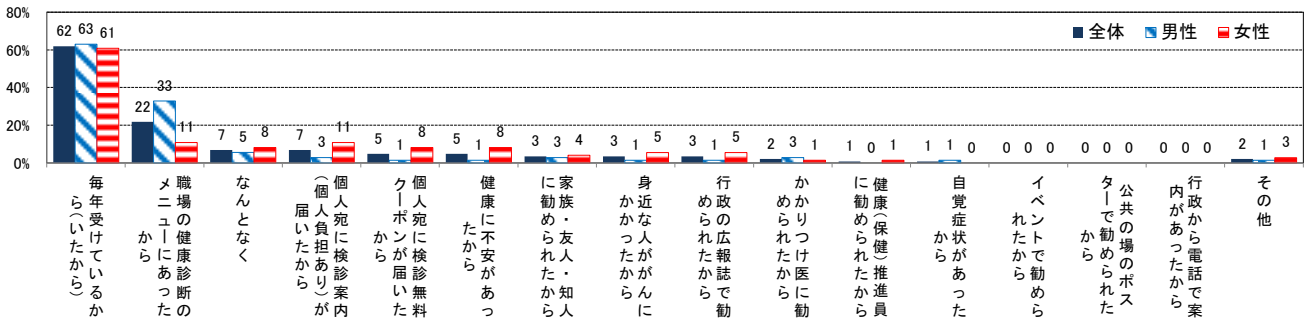 80%
60%
40%
20%
0%
全体 男性 女性
62 63 61
22 33 11
7 5 8
7 3 11
5 1 8
5 1 8
3 3 4
3 1 5
3 1 5
2 3 1
1 0 1
1 1 0
0 0 0
0 0 0
0 0 0
2 1 3
毎年受けているか
ら(いたから)
職場の健康診断の
メニューにあった
から
なんとなく
個人宛に検診案内
(個人負担あり)が
届いたから
個人宛に検診無料
クーポンが届いた
から
健康に不安があっ
たから
家族・友人・知人
に勧められたから
身近な人ががんに
かかったから
行政の広報誌で勧
められたから
かかりつけ医に勧
められたから
健康(保健)推進員
に勧められたから
自覚症状があった
から
イベントで勧めら
れたから
公共の場のポス
ターで勧められた
から
行政から電話で案
内があったから
その他